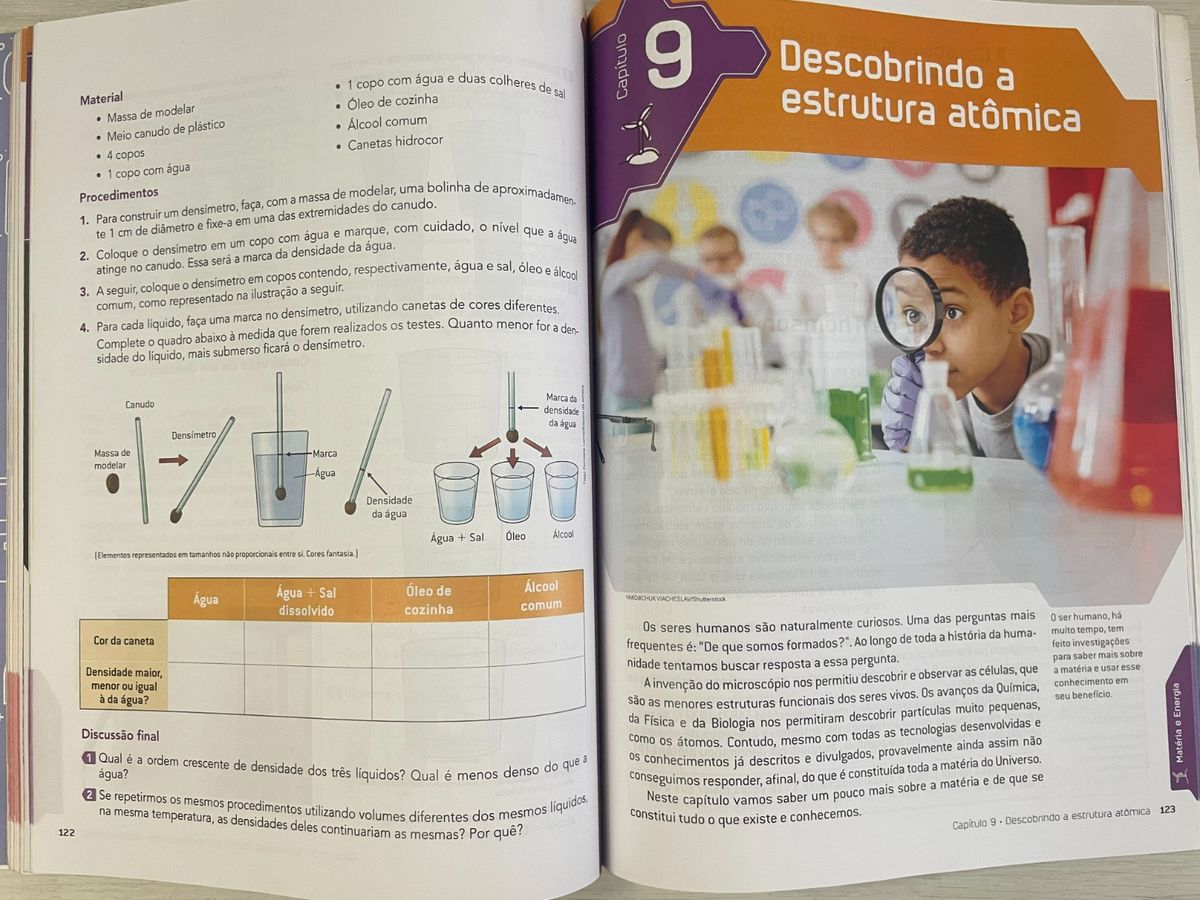 Material
• Massa de modelar
• Meio canudo de plástico
• 4 copos
• 1 copo com água
• 1 copo com água e duas colheres de sal
• Óleo de cozinha
• Álcool comum
• Canetas hidrocor
Procedimentos
1. Para construir um densímetro, faça, com a massa de modelar, uma bolinha de aproximadamen-
te 1 cm de diâmetro e fixe-a em uma das extremidades do canudo.
2. Coloque o densímetro em um copo com água e marque, com cuidado, o nível que a água
atinge no canudo. Essa será a marca da densidade da água.
3. A seguir, coloque o densímetro em copos contendo, respectivamente, água e sal, óleo e álcool
comum, como representado na ilustração a seguir.
4. Para cada líquido, faça uma marca no densímetro, utilizando canetas de cores diferentes.
Complete o quadro abaixo à medida que forem realizados os testes. Quanto menor for a den-
sidade do líquido, mais submerso ficará o densímetro.
Canudo
Massa de
modelar
Densímetro
Marca
Água
Densidade
da água
Marca da
densidade
da água
Água + Sal
Óleo
Álcool
(Elementos representados em tamanhos não proporcionais entre si. Cores fantasia.)
Água
Água + Sal
dissolvido
Óleo de
cozinha
Álcool
comum
Cor da caneta
Densidade maior,
menor ou igual
à da água?
Discussão final
1 Qual é a ordem crescente de densidade dos três líquidos? Qual é menos denso do que a
água?
2 Se repetirmos os mesmos procedimentos utilizando volumes diferentes dos mesmos líquidos,
na mesma temperatura, as densidades deles continuariam as mesmas? Por quê?
122
Capítulo
9
Descobrindo a
estrutura atômica
YAKOBCHUK VIACHESLAV/Shutterstock
Os seres humanos são naturalmente curiosos. Uma das perguntas mais
frequentes é: "De que somos formados?". Ao longo de toda a história da huma-
nidade tentamos buscar resposta a essa pergunta.
A invenção do microscópio nos permitiu descobrir e observar as células, que
são as menores estruturas funcionais dos seres vivos. Os avanços da Química,
da Física e da Biologia nos permitiram descobrir partículas muito pequenas,
como os átomos. Contudo, mesmo com todas as tecnologias desenvolvidas e
os conhecimentos já descritos e divulgados, provavelmente ainda assim não
conseguimos responder, afinal, do que é constituída toda a matéria do Universo.
Neste capítulo vamos saber um pouco mais sobre a matéria e de que se
constitui tudo o que existe e conhecemos.
O ser humano, há
muito tempo, tem
feito investigações
para saber mais sobre
a matéria e usar esse
conhecimento em
seu benefício.
Matéria e Energia
Capítulo 9 • Descobrindo a estrutura atômica 123